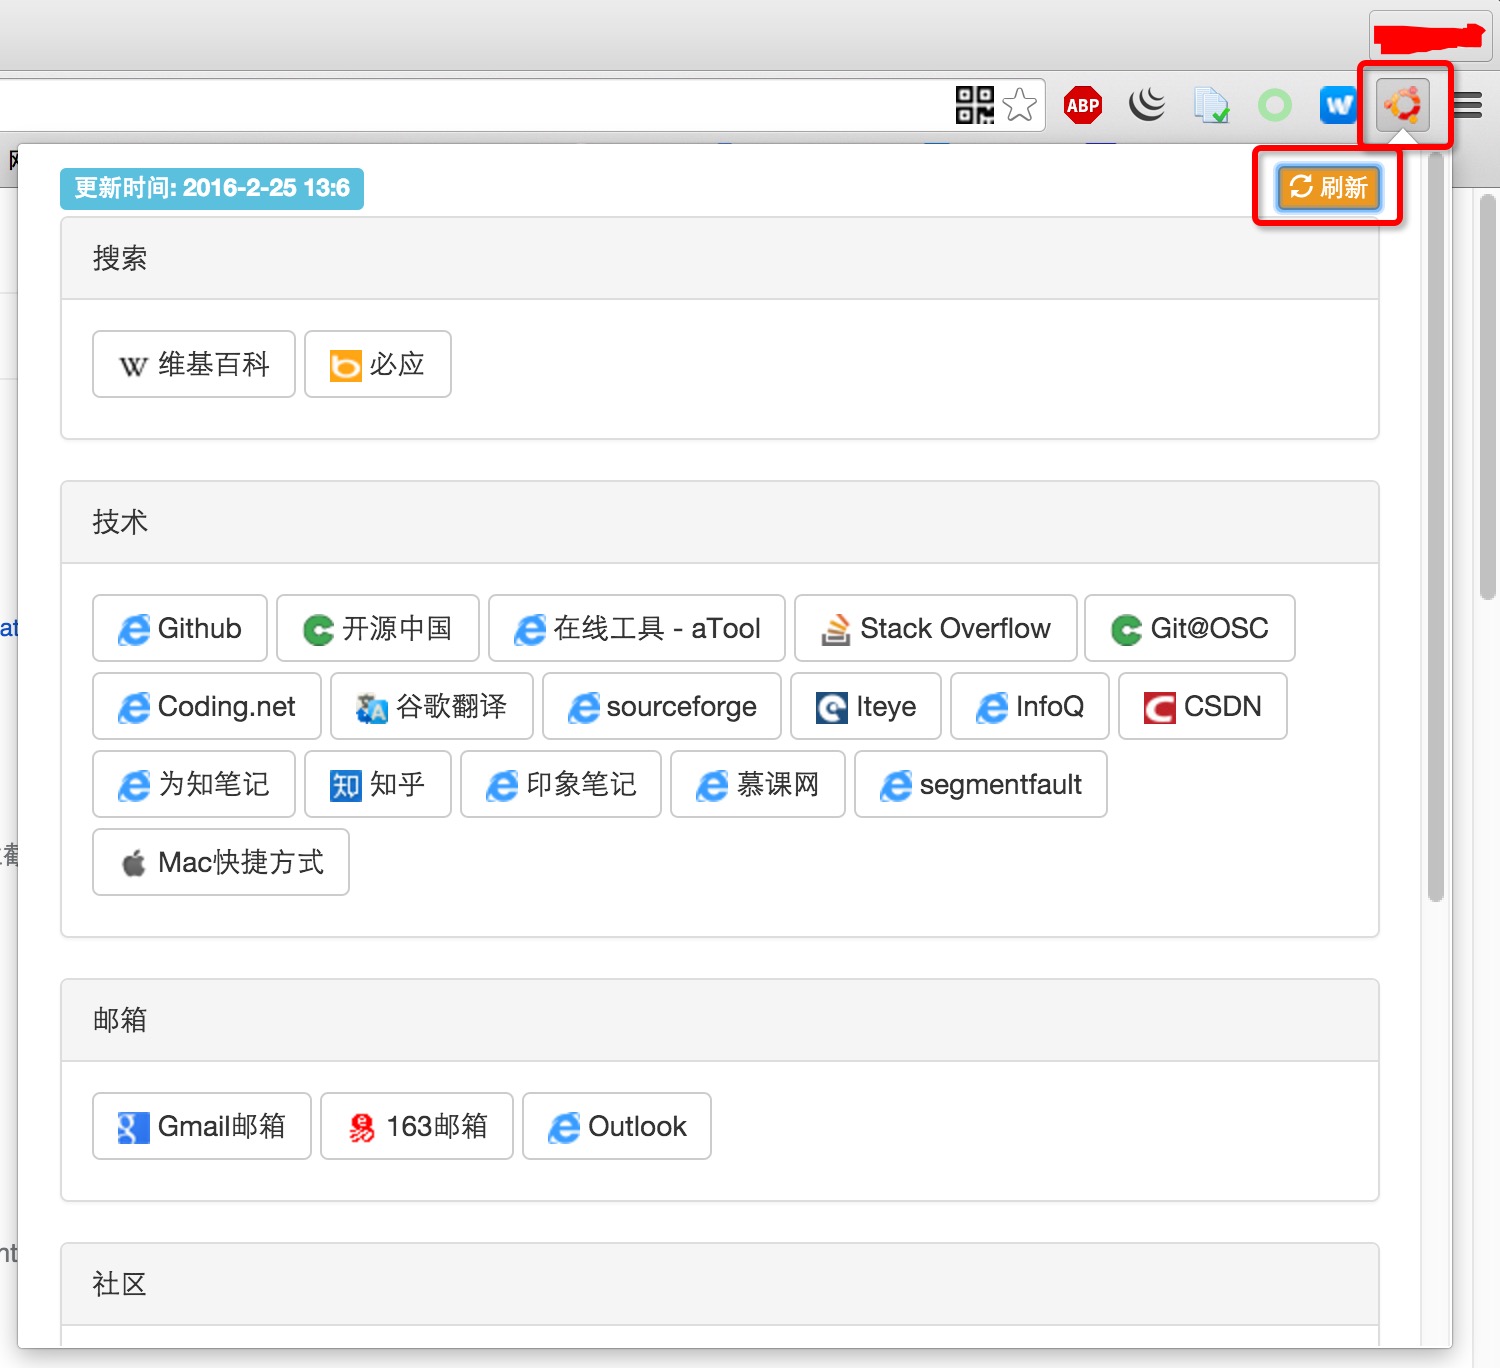 ABP
W
更新时间: 2016-2-25 13:6
刷新
搜索
W 维基百科
b 必应
技术
Github
开源中国
在线工具 - aTool
Stack Overflow
Git@OSC
Coding.net
谷歌翻译
sourceforge
Iteye
InfoQ
CSDN
为知笔记
知 知乎
印象笔记
慕课网
segmentfault
Mac快捷方式
邮箱
Gmail邮箱
163邮箱
Outlook
社区
at
nt